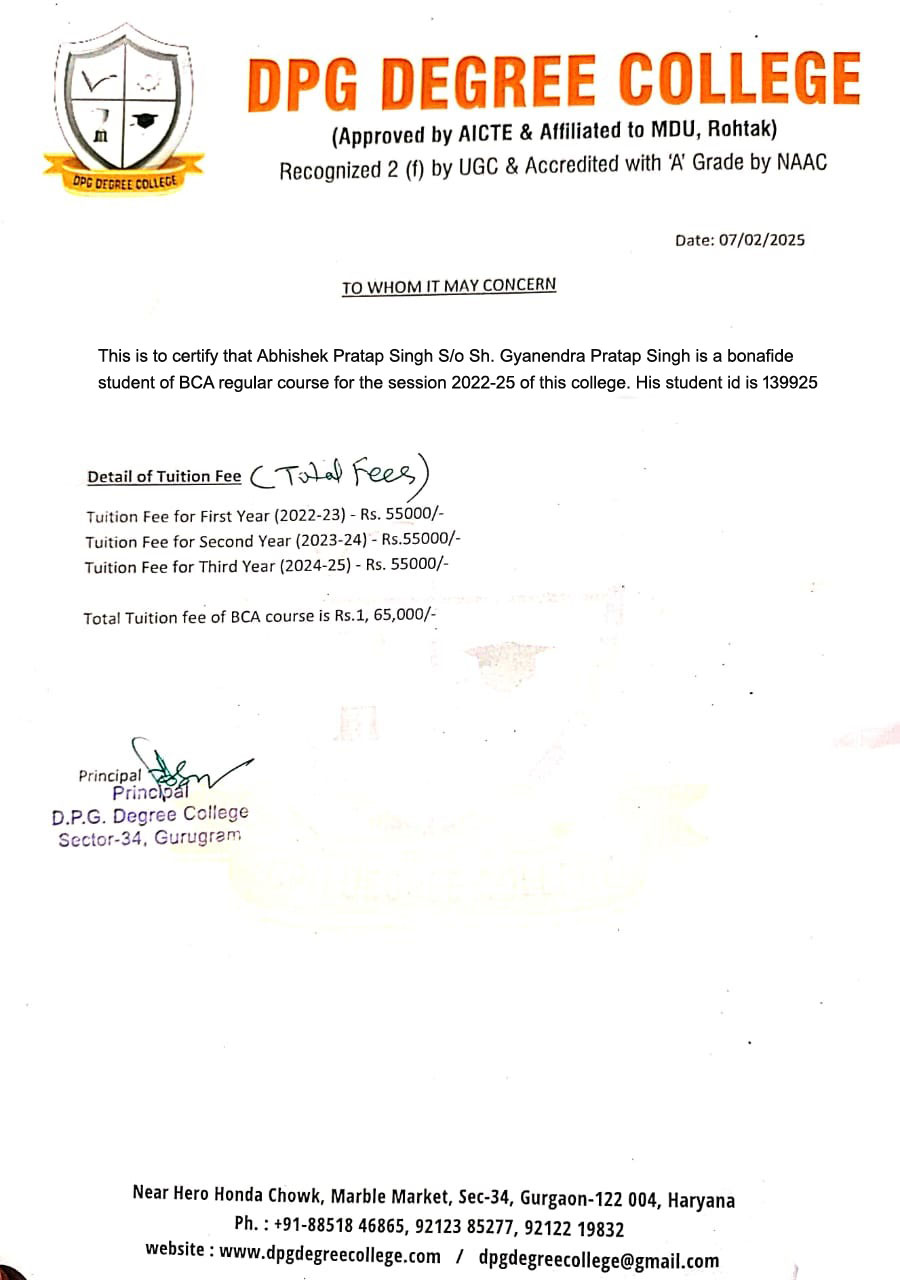 DPG DEGREE COLLEGE
DPG DEGREE COLLEGE
(Approved by AICTE & Affiliated to MDU, Rohtak)
Recognized 2 (f) by UGC & Accredited with 'A' Grade by NAAC
Date: 07/02/2025
TO WHOM IT MAY CONCERN
This is to certify that Abhishek Pratap Singh S/o Sh. Gyanendra Pratap Singh is a bonafide
student of BCA regular course for the session 2022-25 of this college. His student id is 139925
Detail of Tuition Fee (Total Fees)
Tuition Fee for First Year (2022-23) - Rs. 55000/-
Tuition Fee for Second Year (2023-24) - Rs.55000/-
Tuition Fee for Third Year (2024-25) - Rs. 55000/-
Total Tuition fee of BCA course is Rs.1, 65,000/-
Principal
Principal
D.P.G. Degree College
Sector-34, Gurugram
Near Hero Honda Chowk, Marble Market, Sec-34, Gurgaon-122 004, Haryana
Ph. : +91-88518 46865, 92123 85277, 92122 19832
website : www.dpgdegreecollege.com / dpgdegreecollege@gmail.com